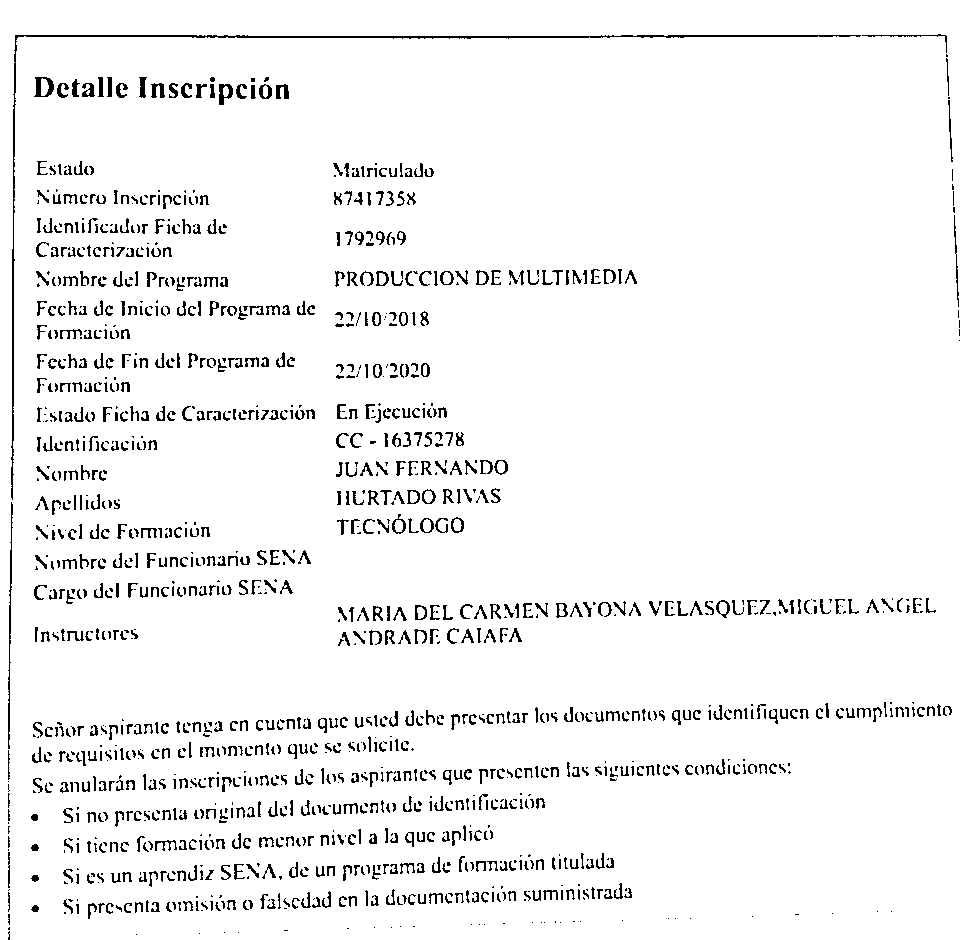 Detalle Inscripción
Estado Matriculado
Número Inscripción 87417358
Identificador Ficha de
Caracterización 1792969
Nombre del Programa PRODUCCION DE MULTIMEDIA
Fecha de Inicio del Programa de
Formación 22/10/2018
Fecha de Fin del Programa de
Formación 22/10/2020
Estado Ficha de Caracterización En Ejecución
Identificación CC - 16375278
Nombre JUAN FERNANDO
Apellidos HURTADO RIVAS
Nivel de Formación TECNÓLOGO
Nombre del Funcionario SENA
Cargo del Funcionario SENA
Instructores MARIA DEL CARMEN BAYONA VELASQUEZ,MIGUEL ANGEL
ANDRADE CAIAFA
Señor aspirante tenga en cuenta que usted debe presentar los documentos que identifiquen el cumplimiento
de requisitos en el momento que se solicite.
Se anularán las inscripciones de los aspirantes que presenten las siguientes condiciones:
• Si no presenta original del documento de identificación
• Si tiene formación de menor nivel a la que aplicó
• Si es un aprendiz SENA, de un programa de formación titulada
• Si presenta omisión o falsedad en la documentación suministrada